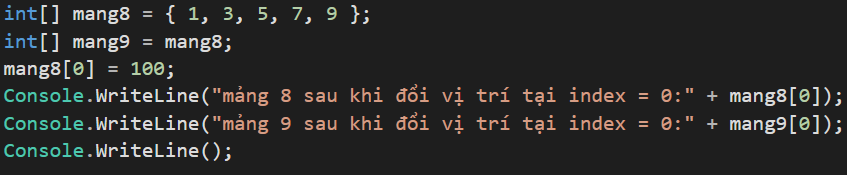 int[] mang8 = { 1, 3, 5, 7, 9 };
int[] mang9 = mang8;
mang8[0] = 100;
Console.WriteLine("mảng 8 sau khi đổi vị trí tại index = 0:" + mang8[0]);
Console.WriteLine("mảng 9 sau khi đổi vị trí tại index = 0:" + mang9[0]);
Console.WriteLine();